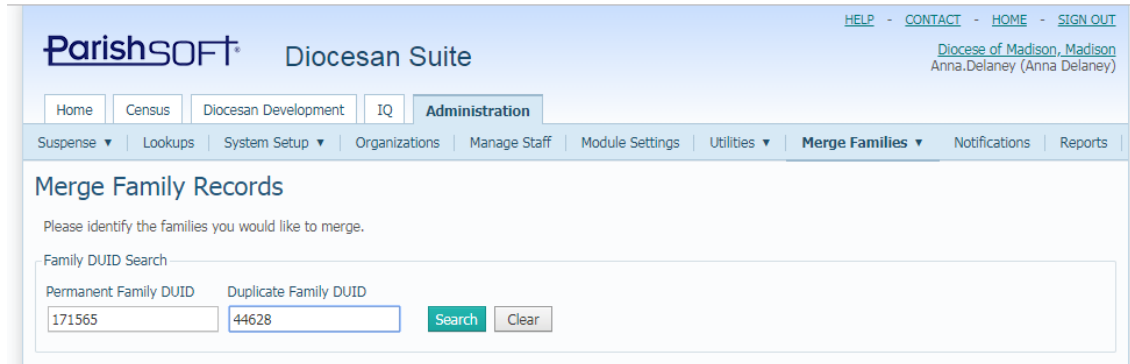 HELP - CONTACT - HOME - SIGN OUT
ParishSOFT Diocesan Suite
Diocese of Madison, Madison
Anna.Delaney (Anna Delaney)
Home Census Diocesan Development IQ Administration
Suspense ▼ | Lookups | System Setup ▼ | Organizations | Manage Staff | Module Settings | Utilities ▼ | Merge Families ▼ Notifications | Reports |
Merge Family Records
Please identify the families you would like to merge.
Family DUID Search
Permanent Family DUID Duplicate Family DUID
171565 44628 Search Clear